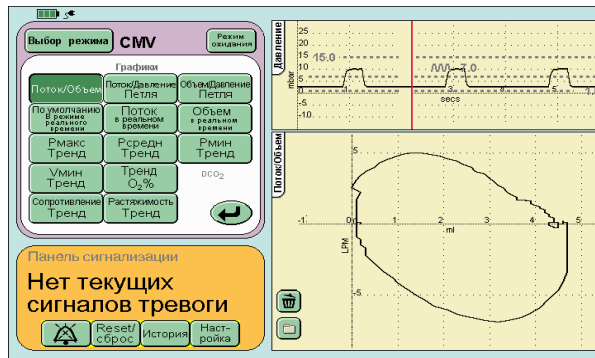 Выбор режима
CMV
Режим
ожидания
Графики
Поток/Объем
Поток/Давление
Петля
Объем/Давление
Петля
По умолчанию
В режиме
реального
времени
Поток
в реальном
времени
Объем
в реальном
времени
Pмакс
Тренд
Pсредн
Тренд
Pмин
Тренд
Vмин
Тренд
Тренд
O2%
DCO2
Сопротивление
Тренд
Растяжимость
Тренд
Панель сигнализации
Нет текущих
сигналов тревоги
Reset/
сброс
История
Наст-
ройка
Давление
mbar
25
20
15
10
5
0
-5
-10
15.0
7.0
secs
Поток/Объем
5
-1
0
1
2
3
4
5
ml
LPM
-5